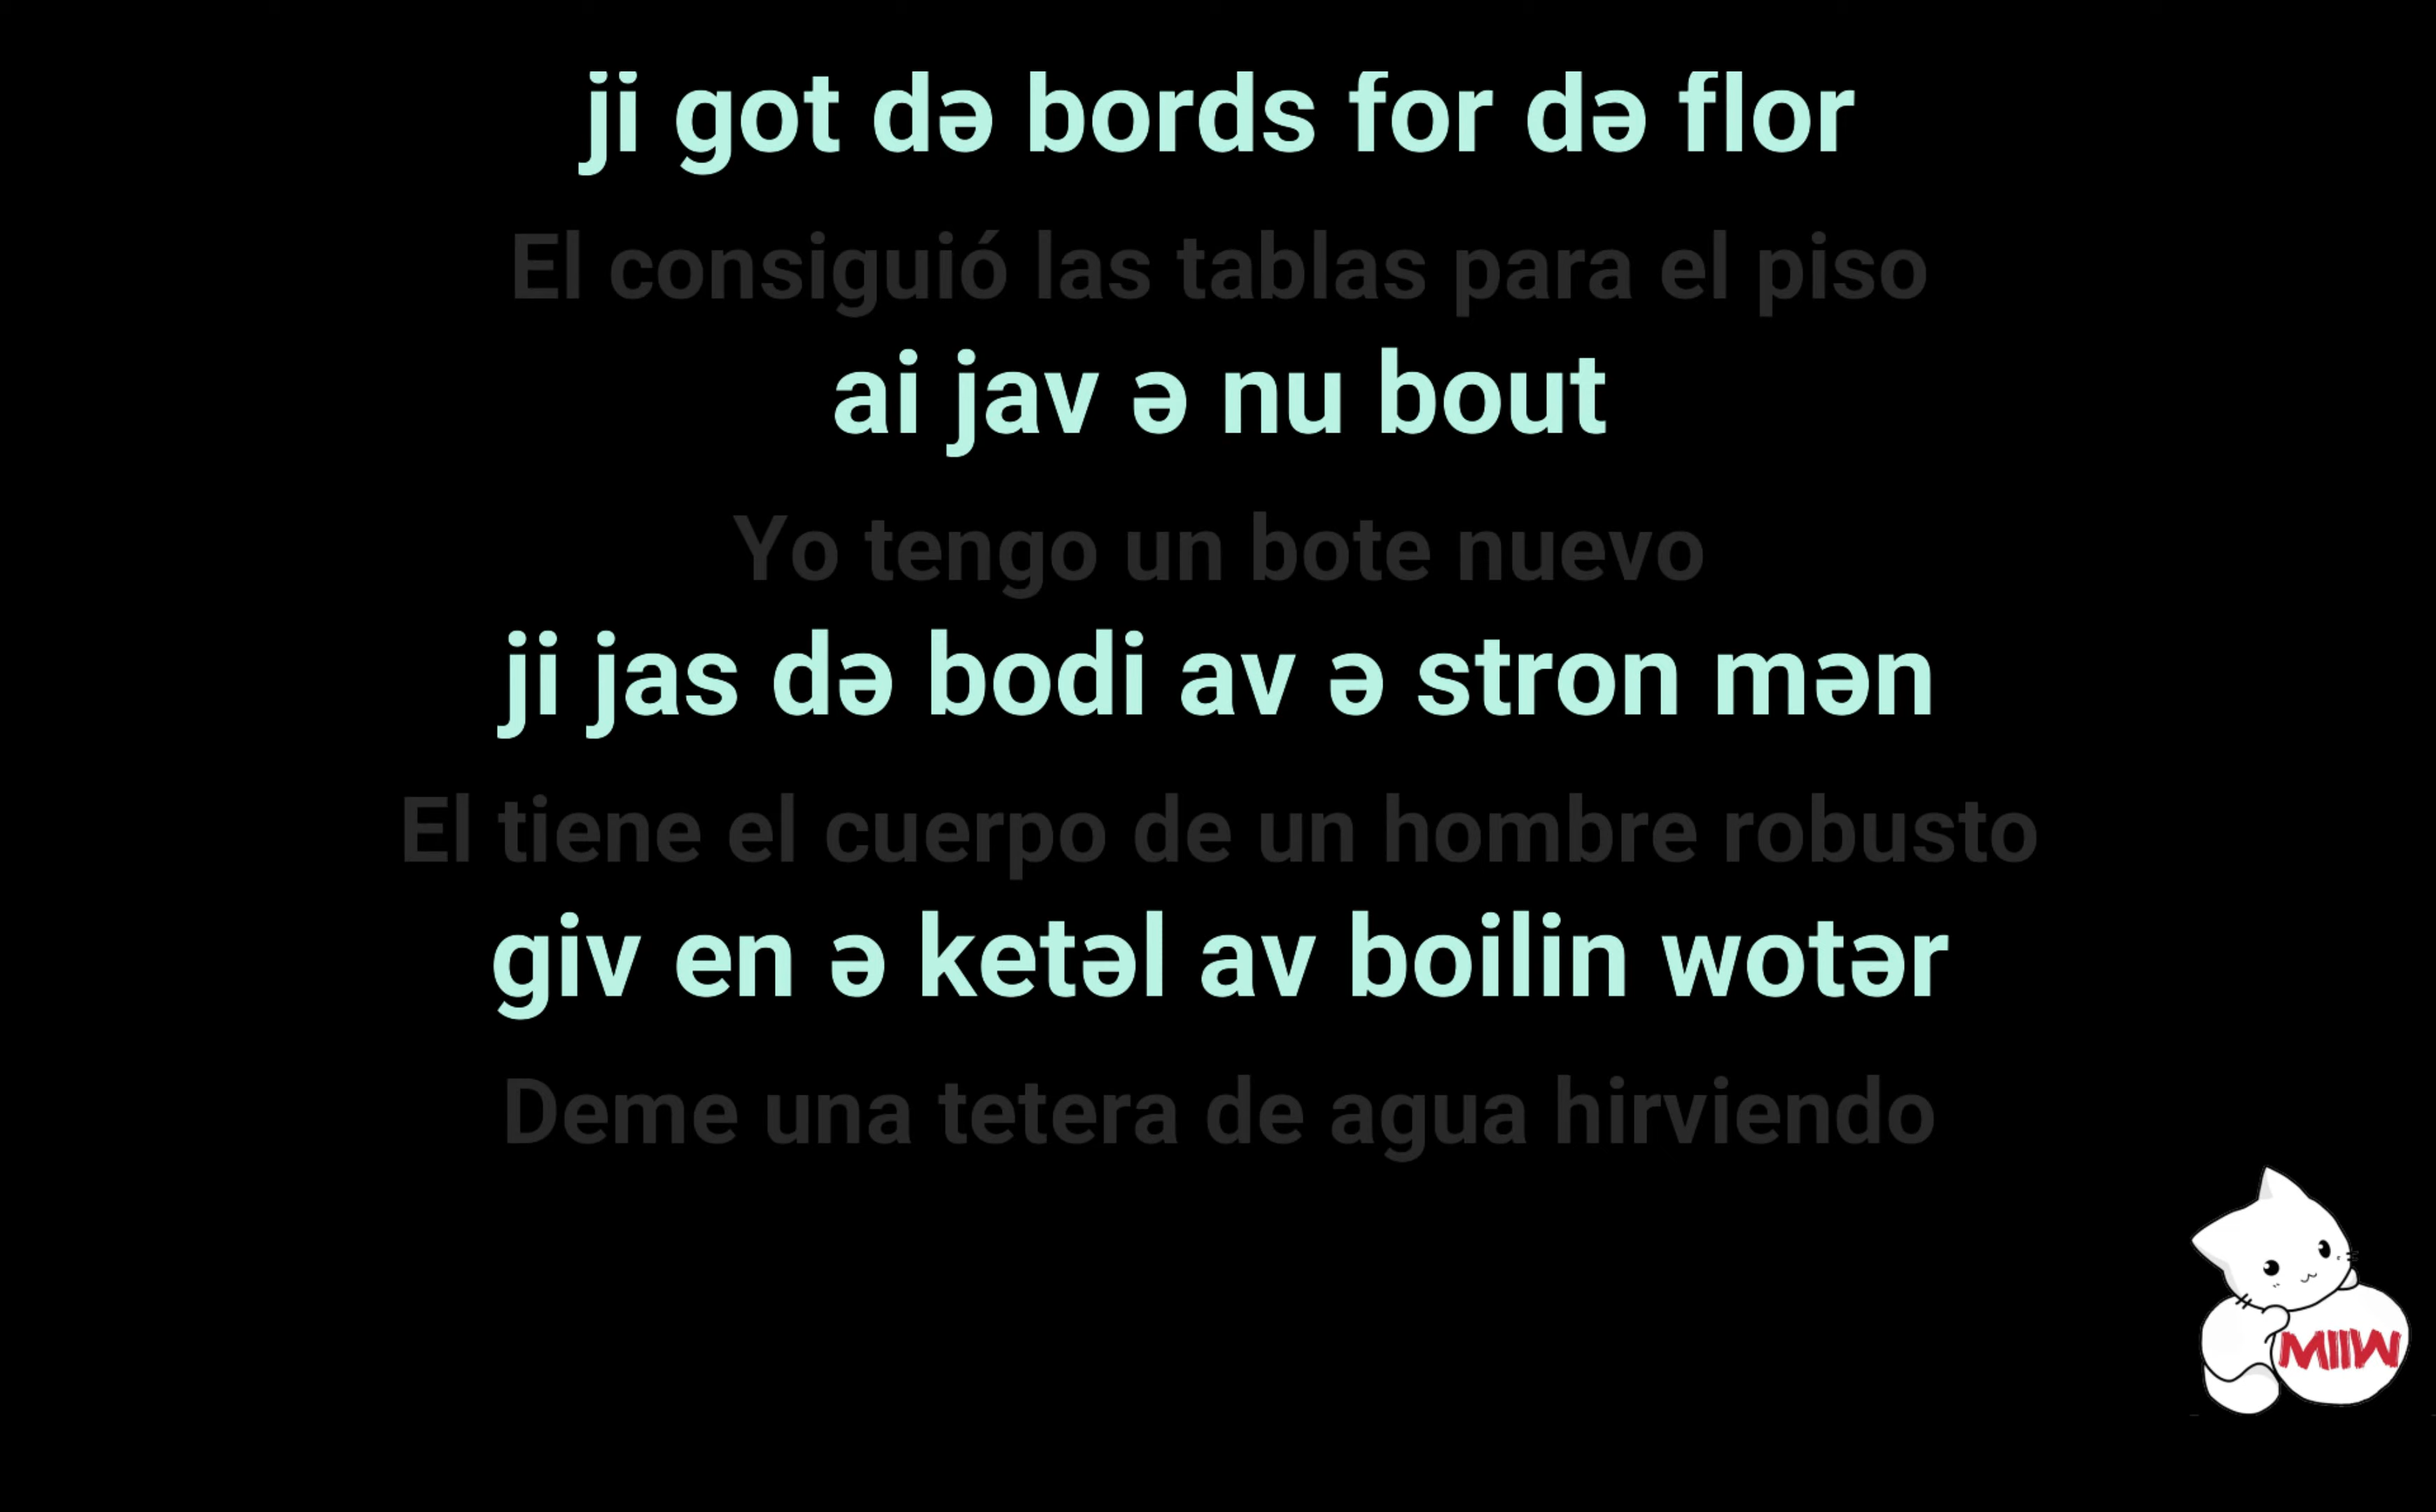 ji got də bords for də flor
El consiguió las tablas para el piso
ai jav ə nu bout
Yo tengo un bote nuevo
ji jas də bodi av ə stron mən
El tiene el cuerpo de un hombre robusto
giv en ə ketəl av boilin wotər
Deme una tetera de agua hirviendo
MIIW